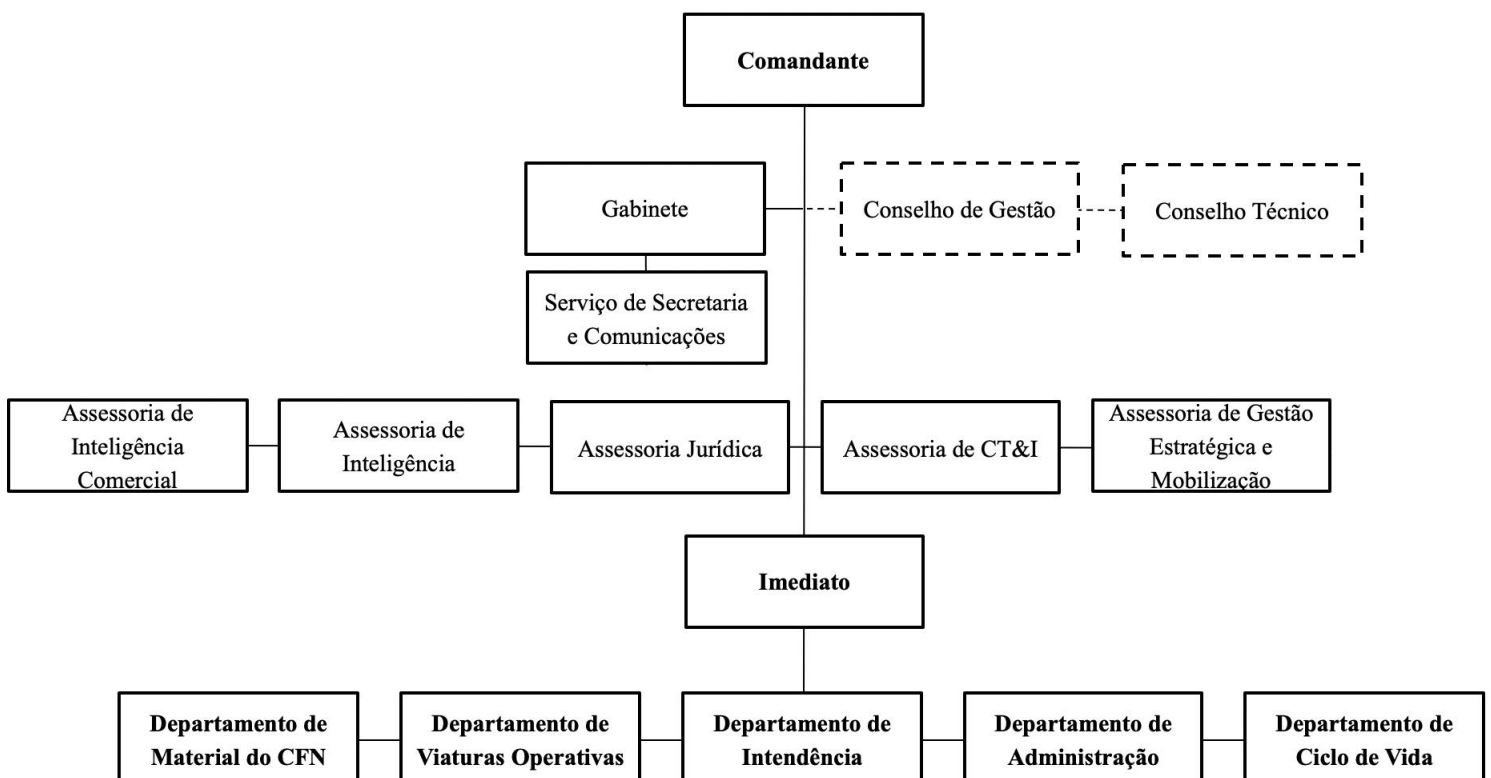 Comandante
Gabinete
Conselho de Gestão
Conselho Técnico
Serviço de Secretaria
e Comunicações
Assessoria de
Inteligência
Comercial
Assessoria de
Inteligência
Assessoria Jurídica
Assessoria de CT&I
Assessoria de Gestão
Estratégica e
Mobilização
Imediato
Departamento de
Material do CFN
Departamento de
Viaturas Operativas
Departamento de
Intendência
Departamento de
Administração
Departamento de
Ciclo de Vida